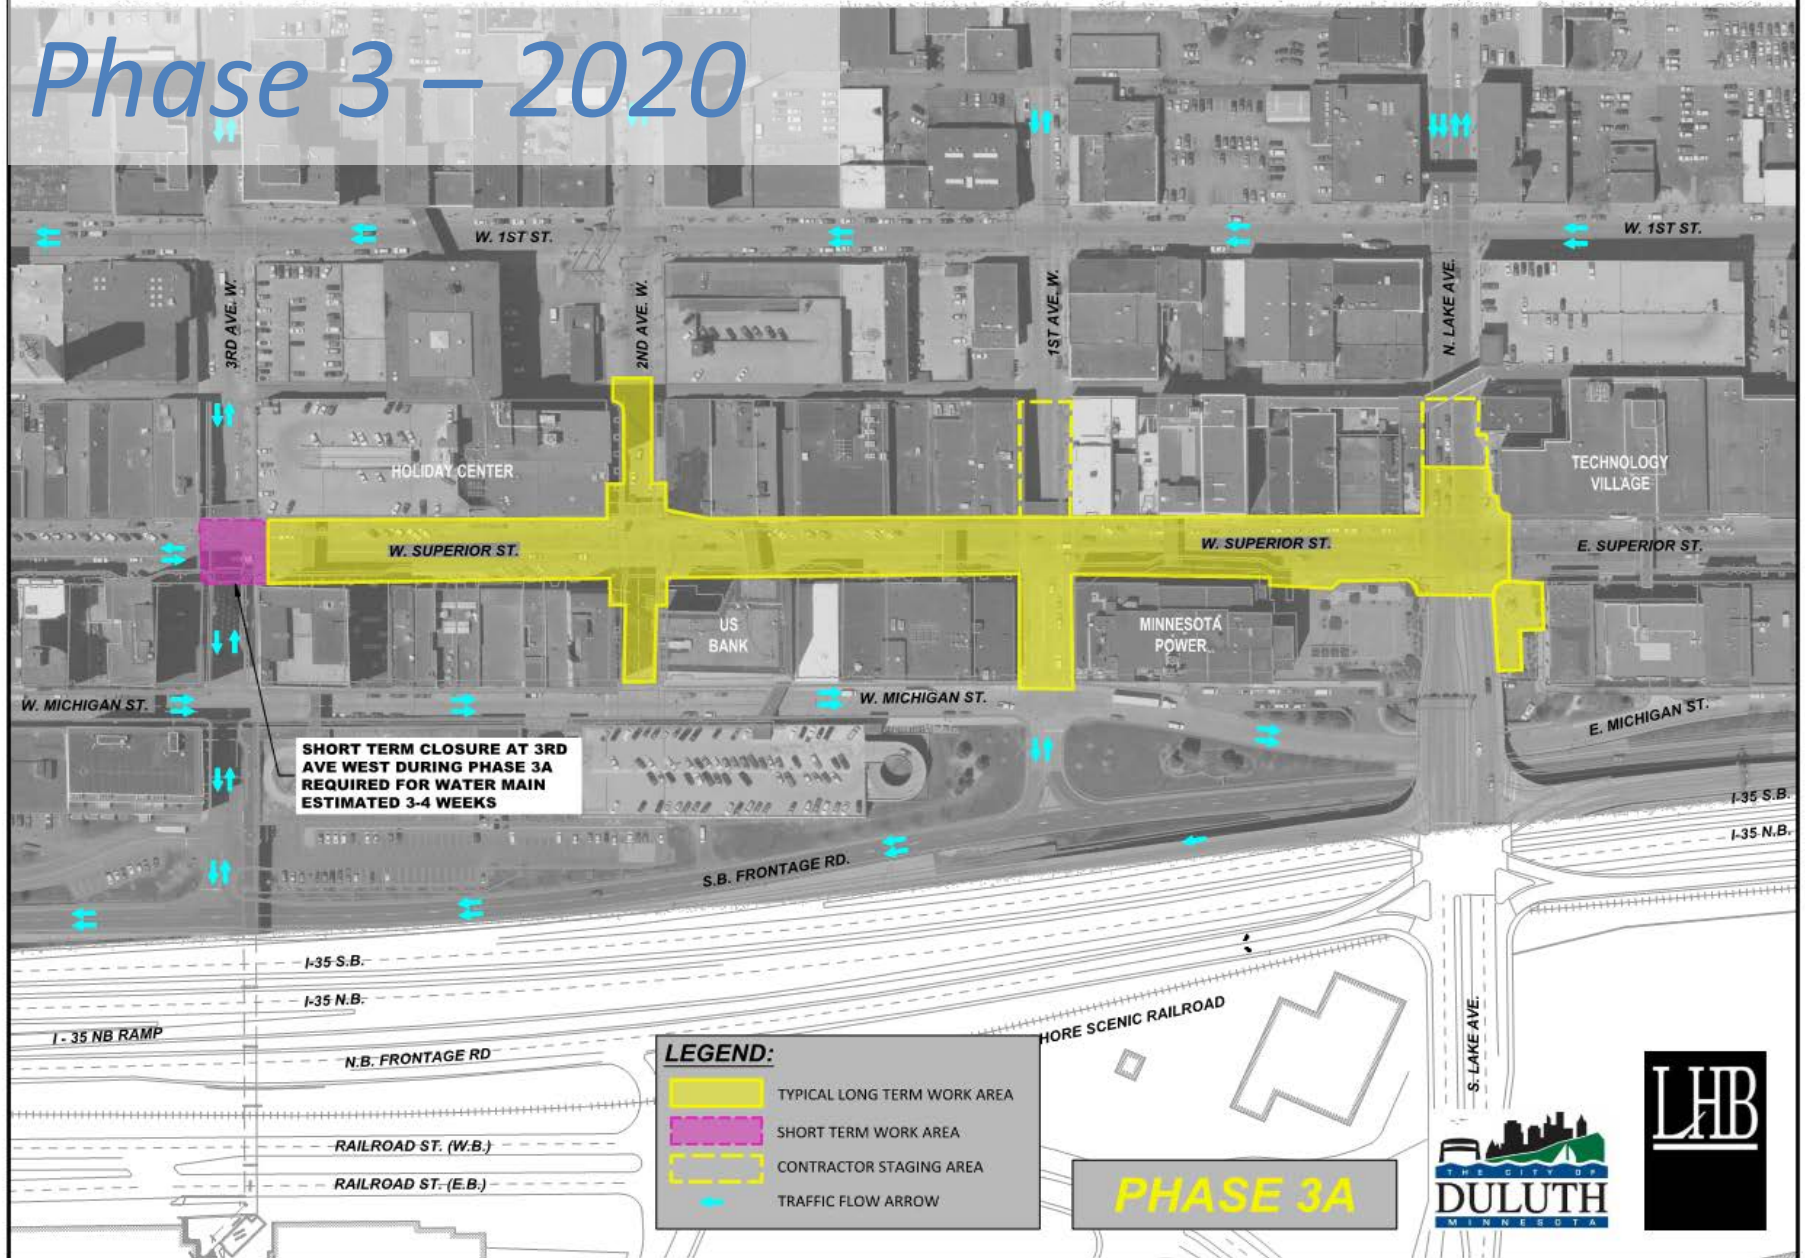 Phase 3 – 2020
W. 1ST ST.
W. 1ST ST.
3RD AVE. W.
2ND AVE. W.
1ST AVE. W.
N. LAKE AVE.
HOLIDAY CENTER
TECHNOLOGY
VILLAGE
W. SUPERIOR ST.
W. SUPERIOR ST.
E. SUPERIOR ST.
US
BANK
MINNESOTA
POWER
W. MICHIGAN ST.
W. MICHIGAN ST.
E. MICHIGAN ST.
SHORT TERM CLOSURE AT 3RD
AVE WEST DURING PHASE 3A
REQUIRED FOR WATER MAIN
ESTIMATED 3-4 WEEKS
I-35 S.B.
I-35 N.B.
S.B. FRONTAGE RD.
I-35 S.B.
I-35 N.B.
I - 35 NB RAMP
N.B. FRONTAGE RD
HORE SCENIC RAILROAD
S. LAKE AVE.
RAILROAD ST. (W.B.)
RAILROAD ST. (E.B.)
LEGEND:
TYPICAL LONG TERM WORK AREA
SHORT TERM WORK AREA
CONTRACTOR STAGING AREA
TRAFFIC FLOW ARROW
PHASE 3A
THE CITY OF
DULUTH
MINNESOTA
LHB